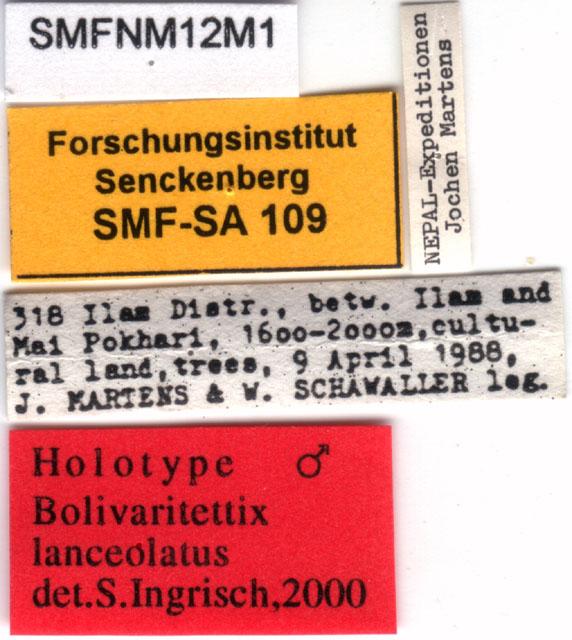 SMFNM12M1
NEPAL-Expeditionen
Jochen Martens
Forschungsinstitut
Senckenberg
SMF-SA 109
318 Ilam Distr., betw. Ilam and
Mai Pokhari, 1600-2000m,cultu-
ral land,trees, 9 April 1988,
J. MARTENS & W. SCHAWALLER leg.
Holotype ♂
Bolivaritettix
lanceolatus
det.S.Ingrisch,2000